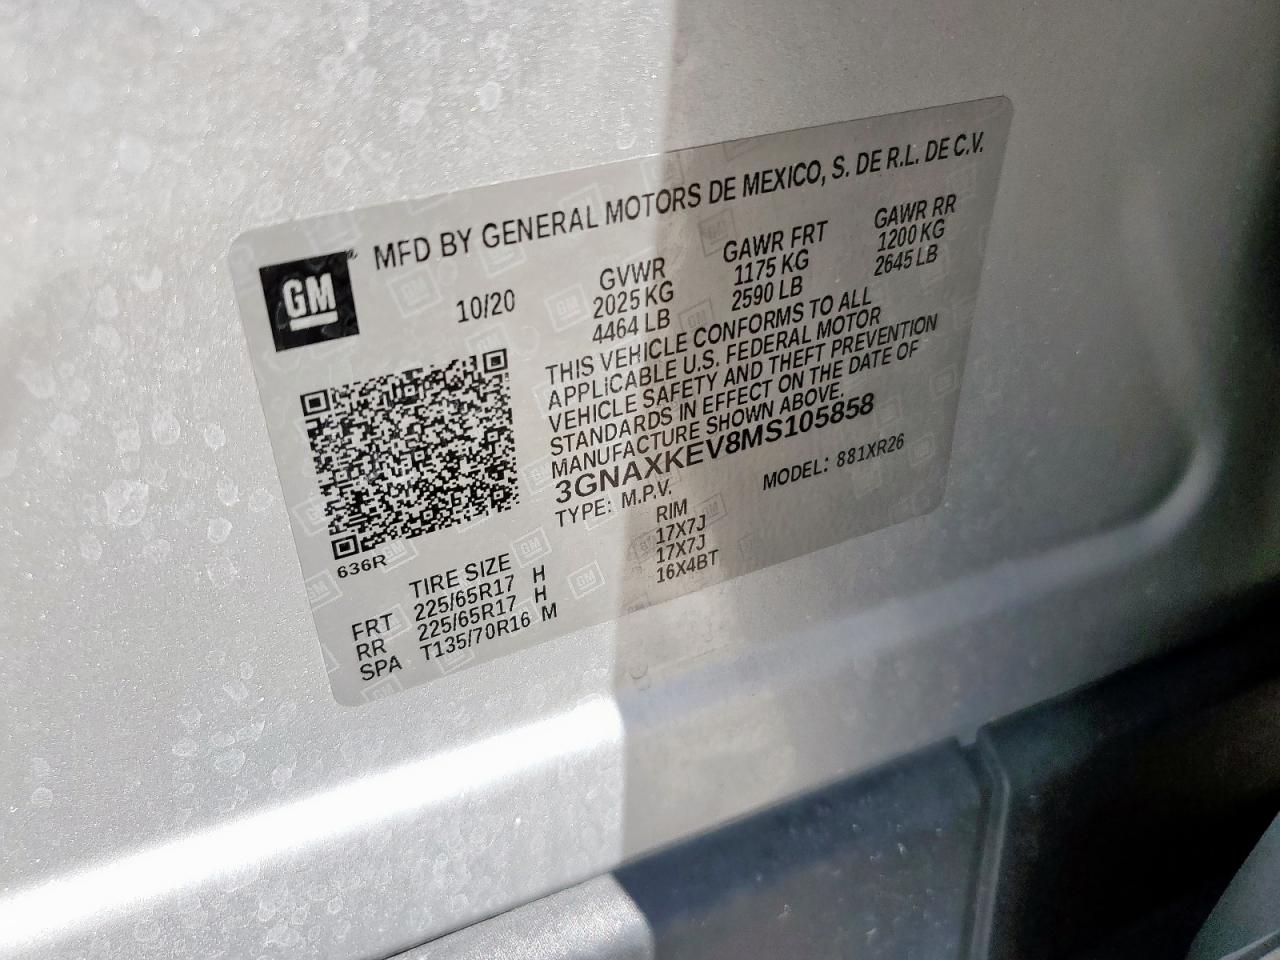 MFD BY GENERAL MOTORS DE MEXICO, S. DE R.L. DE C.V.
GM
10/20
GVWR
2025 KG
4464 LB
GAWR FRT
1175 KG
2590 LB
GAWR RR
1200 KG
2645 LB
THIS VEHICLE CONFORMS TO ALL
APPLICABLE U.S. FEDERAL MOTOR
VEHICLE SAFETY AND THEFT PREVENTION
STANDARDS IN EFFECT ON THE DATE OF
MANUFACTURE SHOWN ABOVE.
3GNAXKEV8MS105858
TYPE: M.P.V.
MODEL: 881XR26
636R
TIRE SIZE RIM
FRT 225/65R17 H 17X7J
RR 225/65R17 H 17X7J
SPA T135/70R16 M 16X4BT